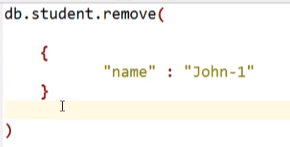 db.student.remove(
{
"name" : "John-1"
}
)